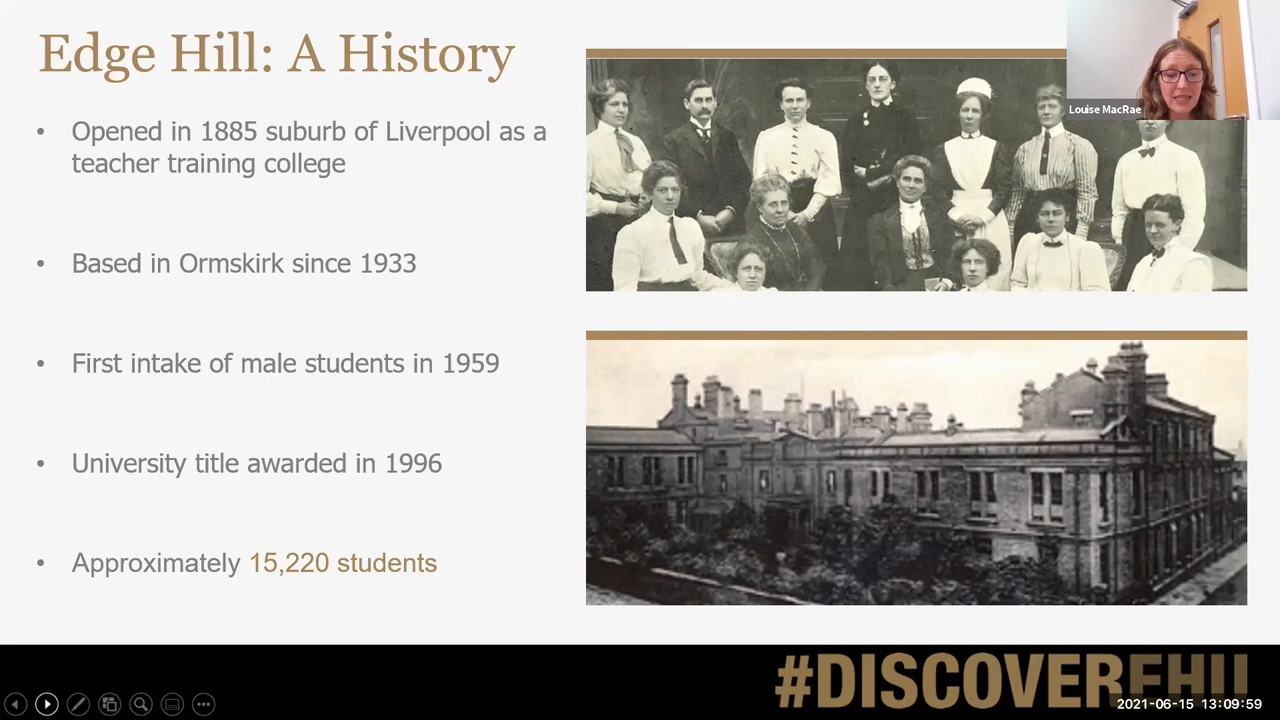 Edge Hill: A History
• Opened in 1885 suburb of Liverpool as a
teacher training college
• Based in Ormskirk since 1933
• First intake of male students in 1959
• University title awarded in 1996
• Approximately 15,220 students
Louise MacRae
#DISCOVEREHU
2021-06-15 13:09:59